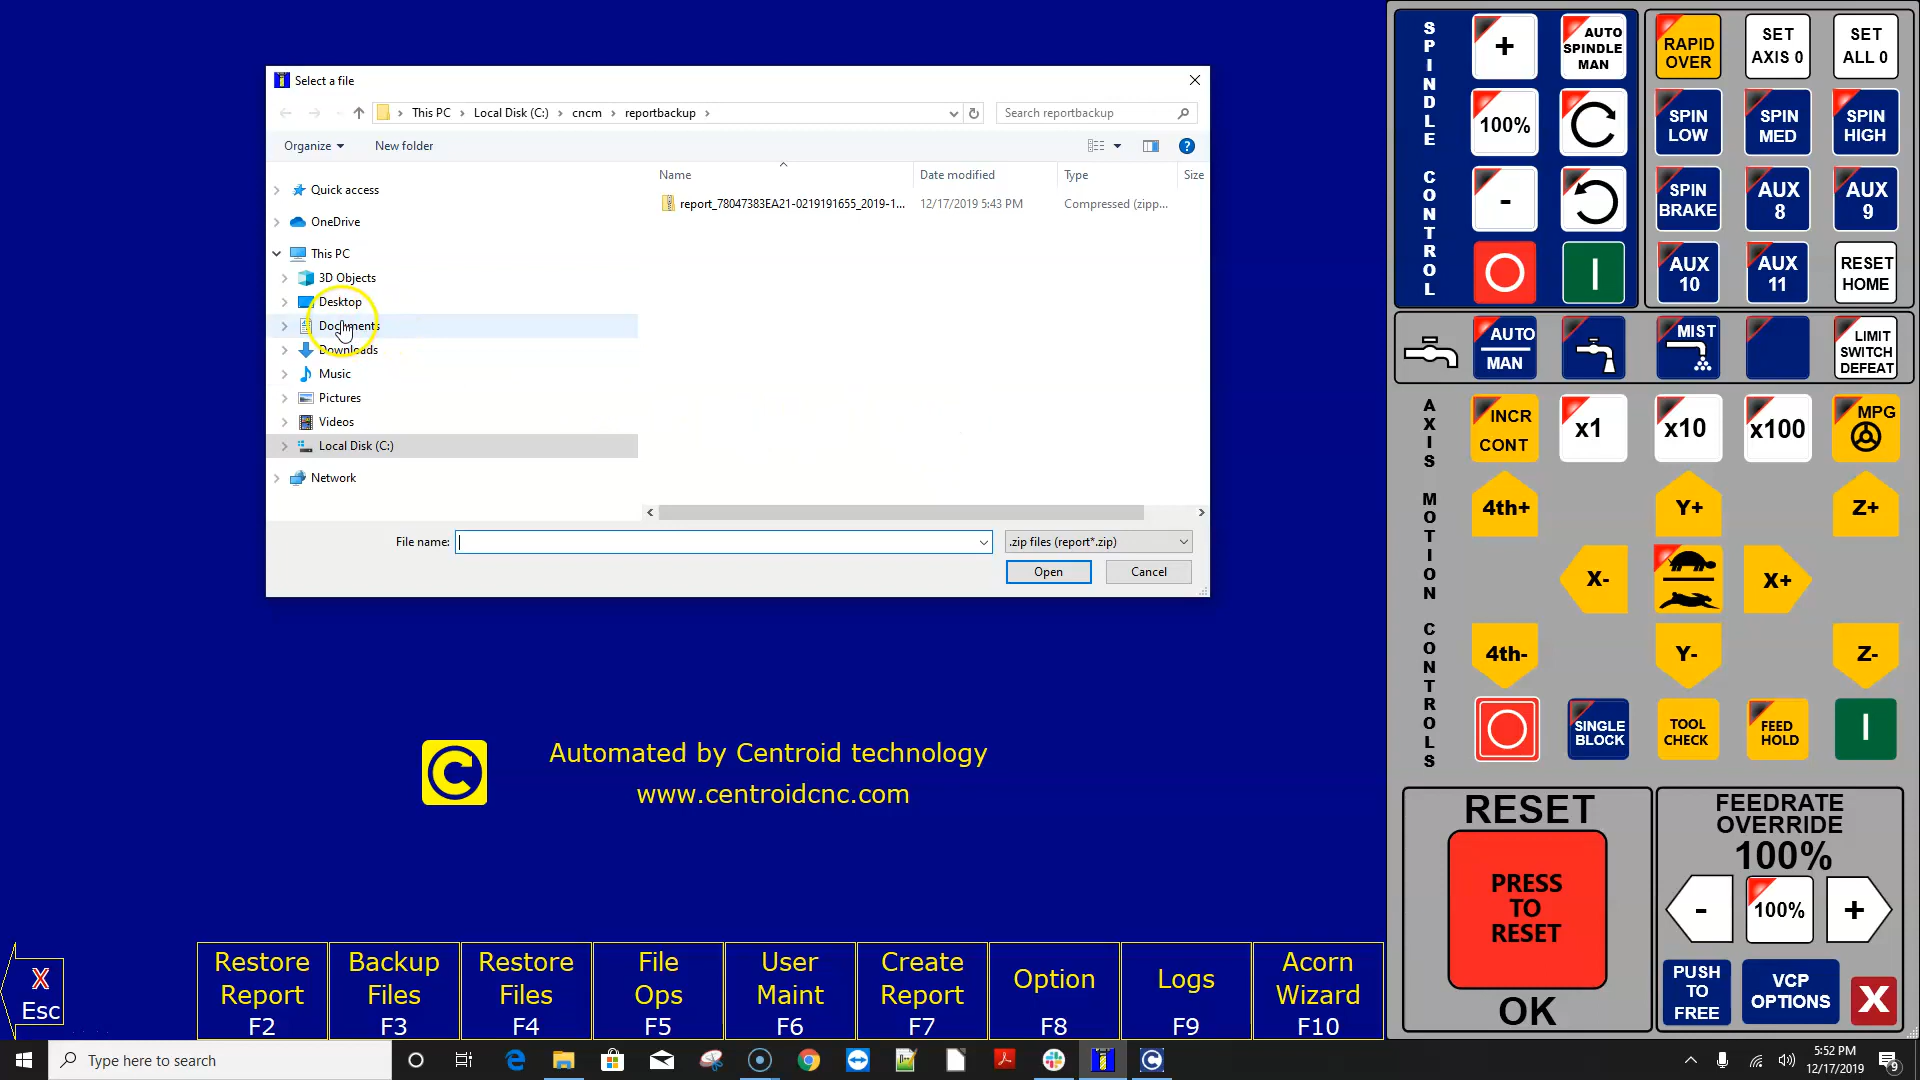 Select a file
This PC
Local Disk (C:)
cncm
reportbackup
Search reportbackup
Organize
New folder
Name
Date modified
Type
Size
report_78047383EA21-0219191655_2019-1...
12/17/2019 5:43 PM
Compressed (zipp...
Quick access
OneDrive
This PC
3D Objects
Desktop
Documents
Downloads
Music
Pictures
Videos
Local Disk (C:)
Network
File name:
.zip files (report*.zip)
Open
Cancel
Automated by Centroid technology
www.centroidcnc.com
X
Esc
Restore
Report
F2
Backup
Files
F3
Restore
Files
F4
File
Ops
F5
User
Maint
F6
Create
Report
F7
Option
F8
Logs
F9
Acorn
Wizard
F10
SPINDLE CONTROL
+
AUTO
SPINDLE
MAN
100%
-
RAPID
OVER
SET
AXIS 0
SET
ALL 0
SPIN
LOW
SPIN
MED
SPIN
HIGH
SPIN
BRAKE
AUX
8
AUX
9
AUX
10
AUX
11
RESET
HOME
AUTO
MAN
MIST
LIMIT
SWITCH
DEFEAT
AXIS MOTION CONTROLS
INCR
CONT
x1
x10
x100
MPG
4th+
Y+
Z+
X-
X+
4th-
Y-
Z-
SINGLE
BLOCK
TOOL
CHECK
FEED
HOLD
RESET
PRESS
TO
RESET
OK
FEEDRATE
OVERRIDE
100%
-
100%
+
PUSH
TO
FREE
VCP
OPTIONS
X
Type here to search
5:52 PM
12/17/2019
9